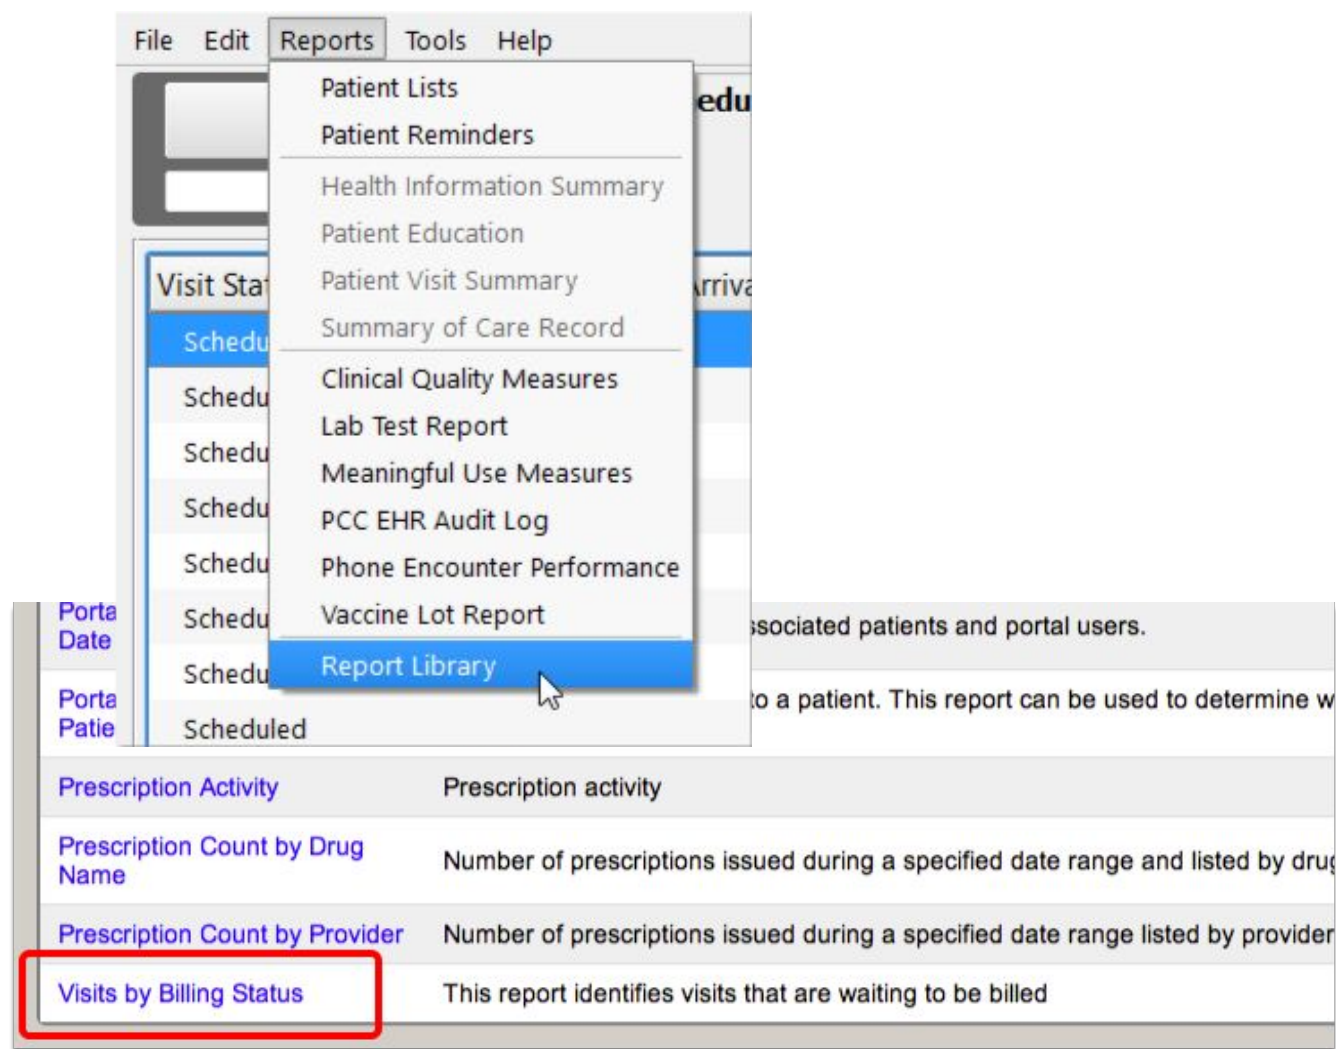 File Edit Reports Tools Help
Patient Lists
edu
Patient Reminders
Health Information Summary
Patient Education
Patient Visit Summary
Visit Stat
Arriva
Summary of Care Record
Schedu
Clinical Quality Measures
Schedu
Lab Test Report
Schedu
Meaningful Use Measures
Schedu
PCC EHR Audit Log
Schedu
Phone Encounter Performance
Schedu
Vaccine Lot Report
Schedu
Report Library
Scheduled
Porta
Date
ssociated patients and portal users.
Porta
Patie
to a patient. This report can be used to determine w
Prescription Activity
Prescription activity
Prescription Count by Drug
Name
Number of prescriptions issued during a specified date range and listed by drug
Prescription Count by Provider
Number of prescriptions issued during a specified date range listed by provider
Visits by Billing Status
This report identifies visits that are waiting to be billed